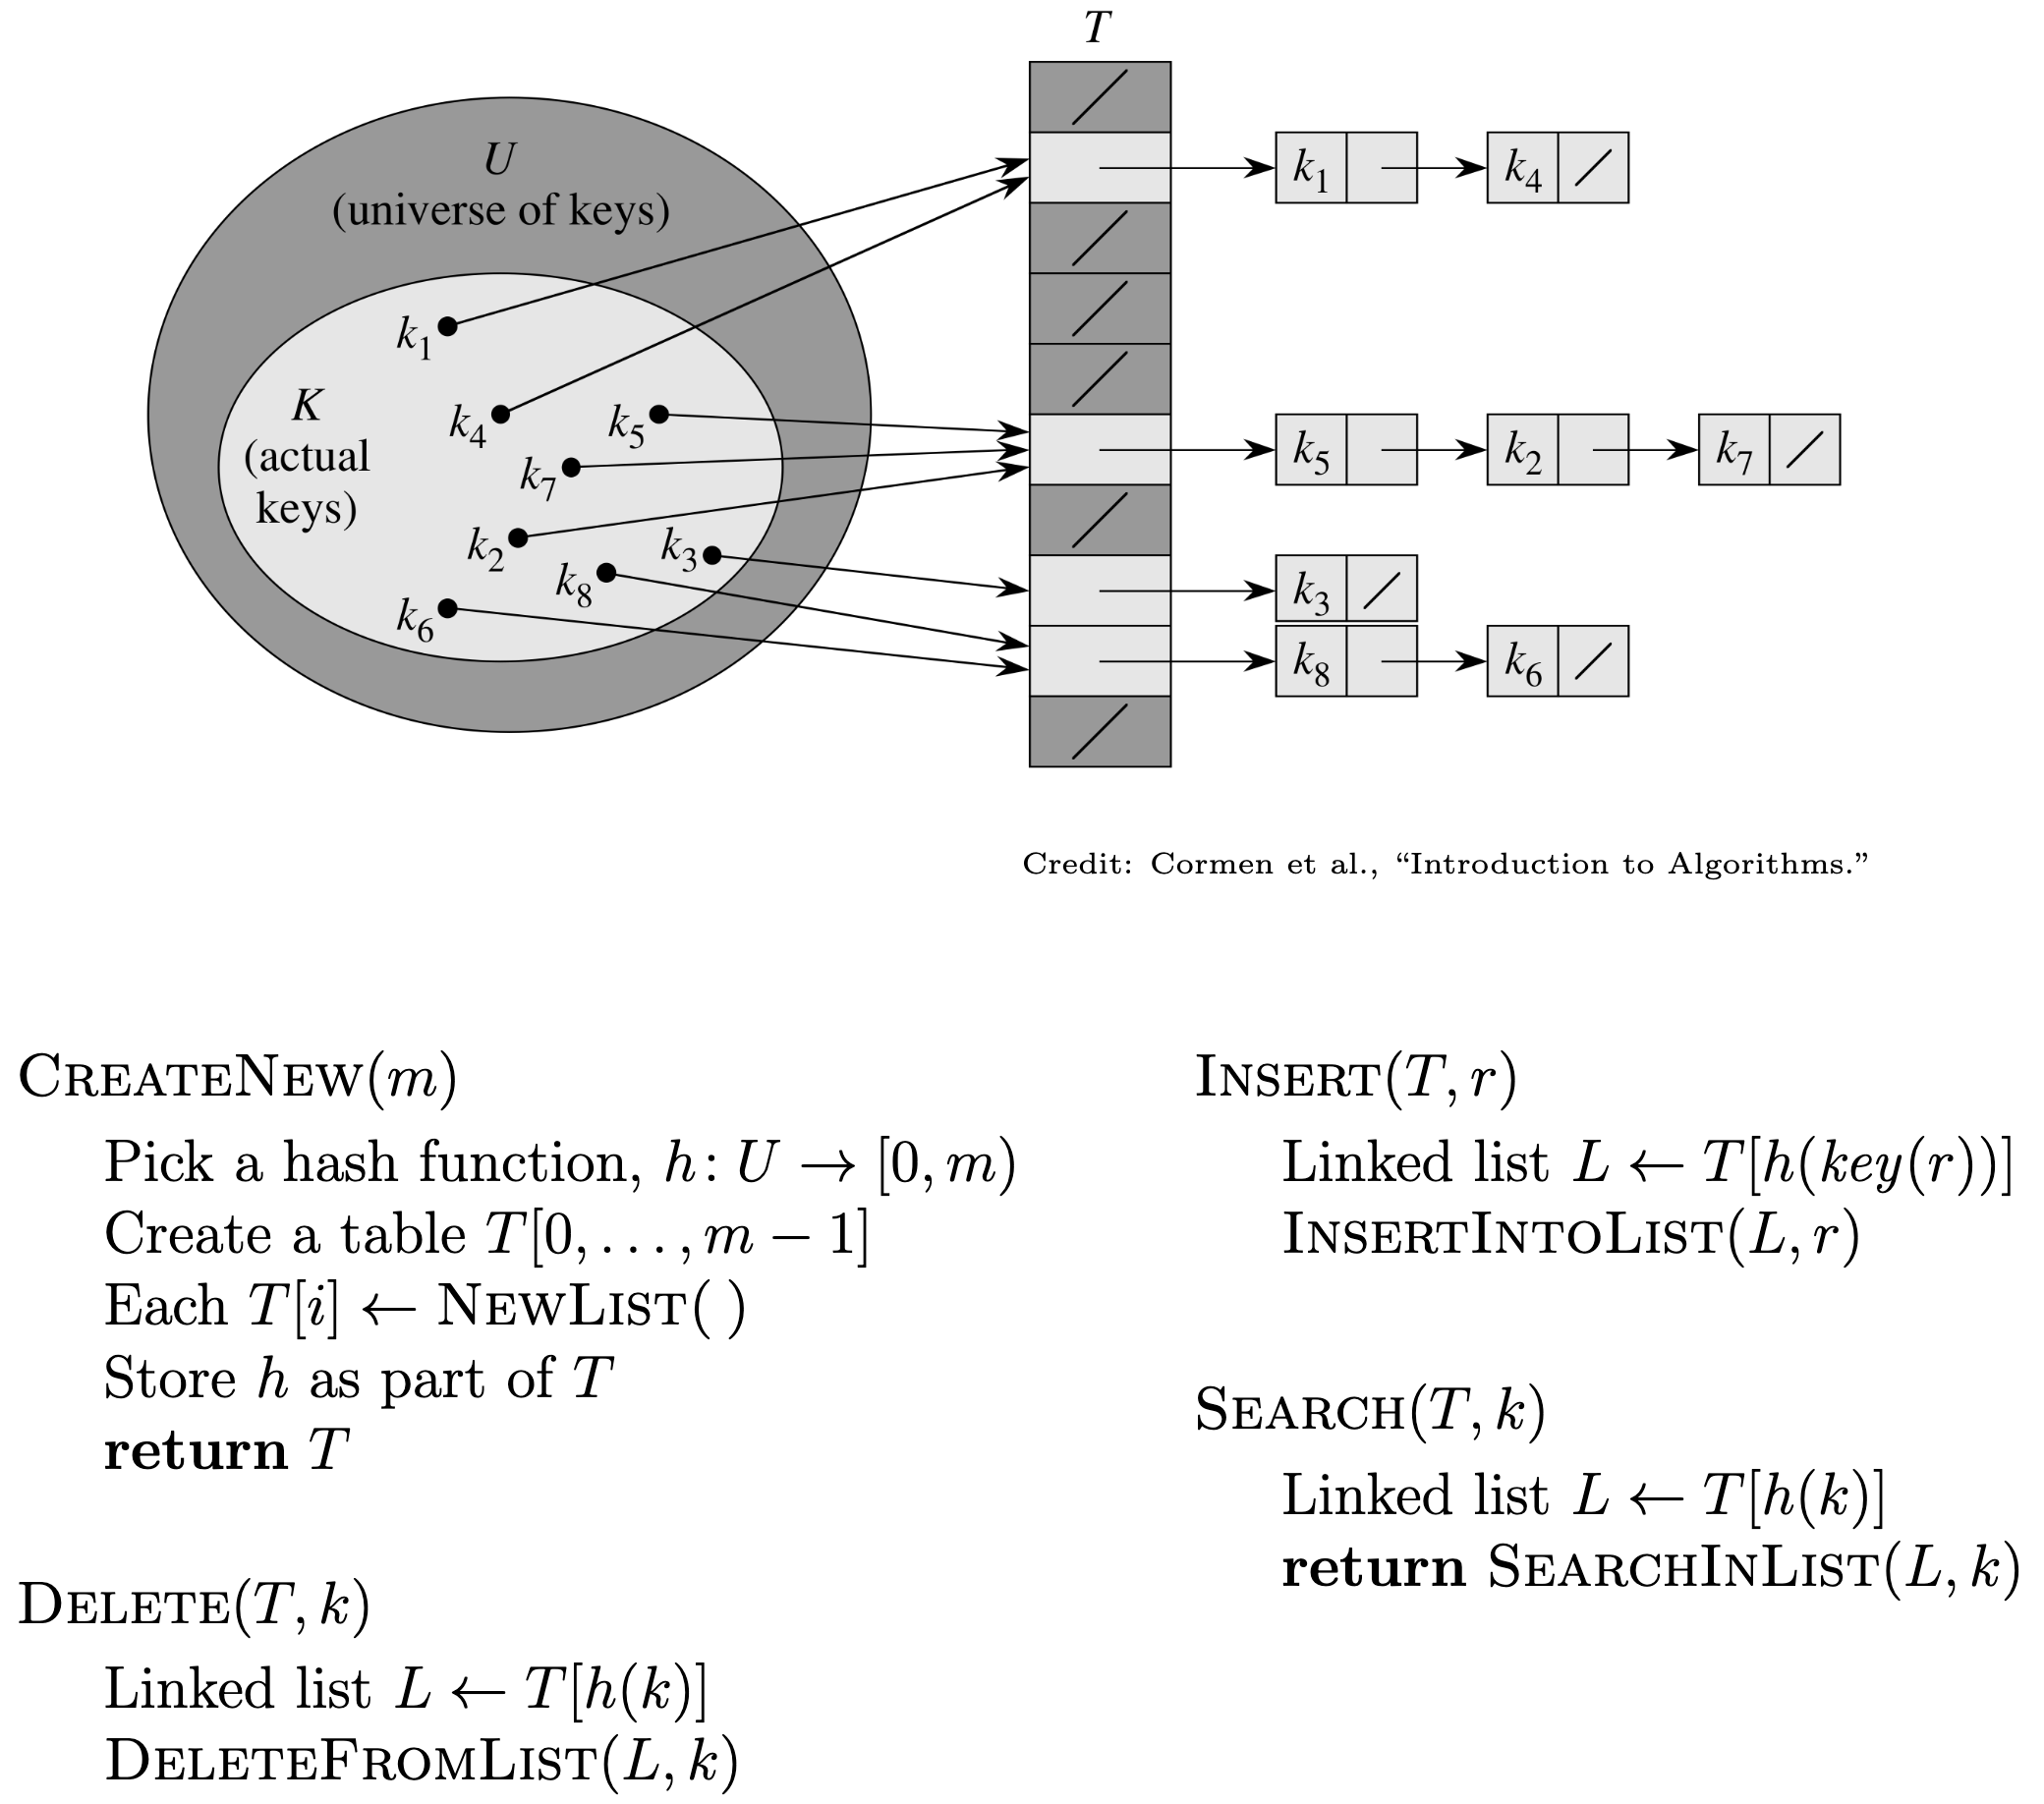 T
U
(universe of keys)
k₁
K
(actual
keys)
k₄
k₅
k₇
k₂
k₃
k₈
k₆
k₁
k₄
k₅
k₂
k₇
k₃
k₈
k₆
Credit: Cormen et al., “Introduction to Algorithms.”
CREATENEW(m)
Pick a hash function, h: U → [0, m)
Create a table T[0, . . . , m − 1]
Each T[i] ← NEWLIST( )
Store h as part of T
return T
DELETE(T, k)
Linked list L ← T[h(k)]
DELETEFROMLIST(L, k)
INSERT(T, r)
Linked list L ← T[h(key(r))]
INSERTINTOLIST(L, r)
SEARCH(T, k)
Linked list L ← T[h(k)]
return SEARCHINLIST(L, k)